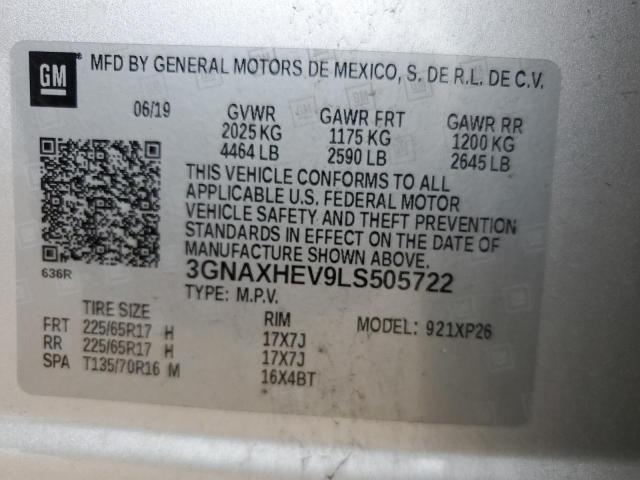 GM MFD BY GENERAL MOTORS DE MEXICO, S. DE R.L. DE C.V.
06/19 GVWR GAWR FRT GAWR RR
2025 KG 1175 KG 1200 KG
4464 LB 2590 LB 2645 LB
THIS VEHICLE CONFORMS TO ALL
APPLICABLE U.S. FEDERAL MOTOR
VEHICLE SAFETY AND THEFT PREVENTION
STANDARDS IN EFFECT ON THE DATE OF
MANUFACTURE SHOWN ABOVE.
636R 3GNAXHEV9LS505722
TYPE: M.P.V.
TIRE SIZE RIM MODEL: 921XP26
FRT 225/65R17 H 17X7J
RR 225/65R17 H 17X7J
SPA T135/70R16 M 16X4BT